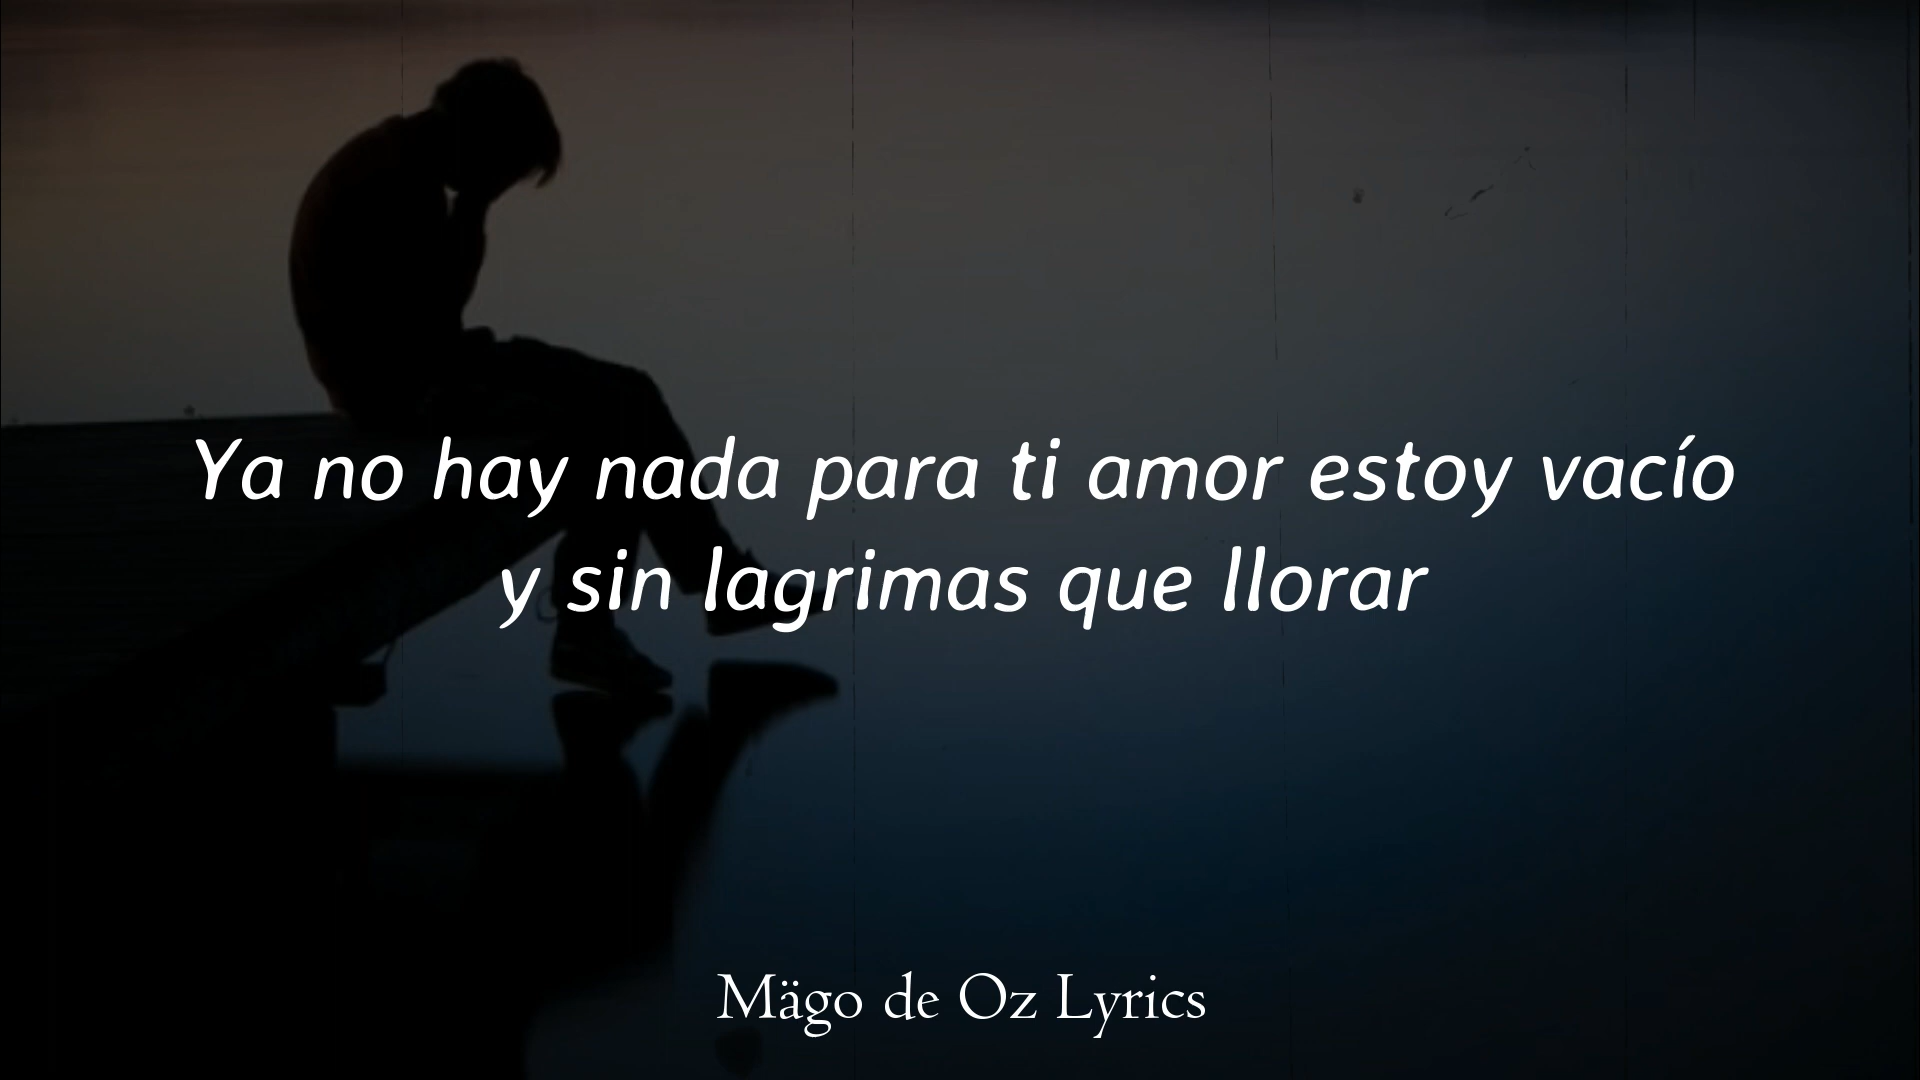 Ya no hay nada para ti amor estoy vacío
y sin lagrimas que llorar
Mägo de Oz Lyrics